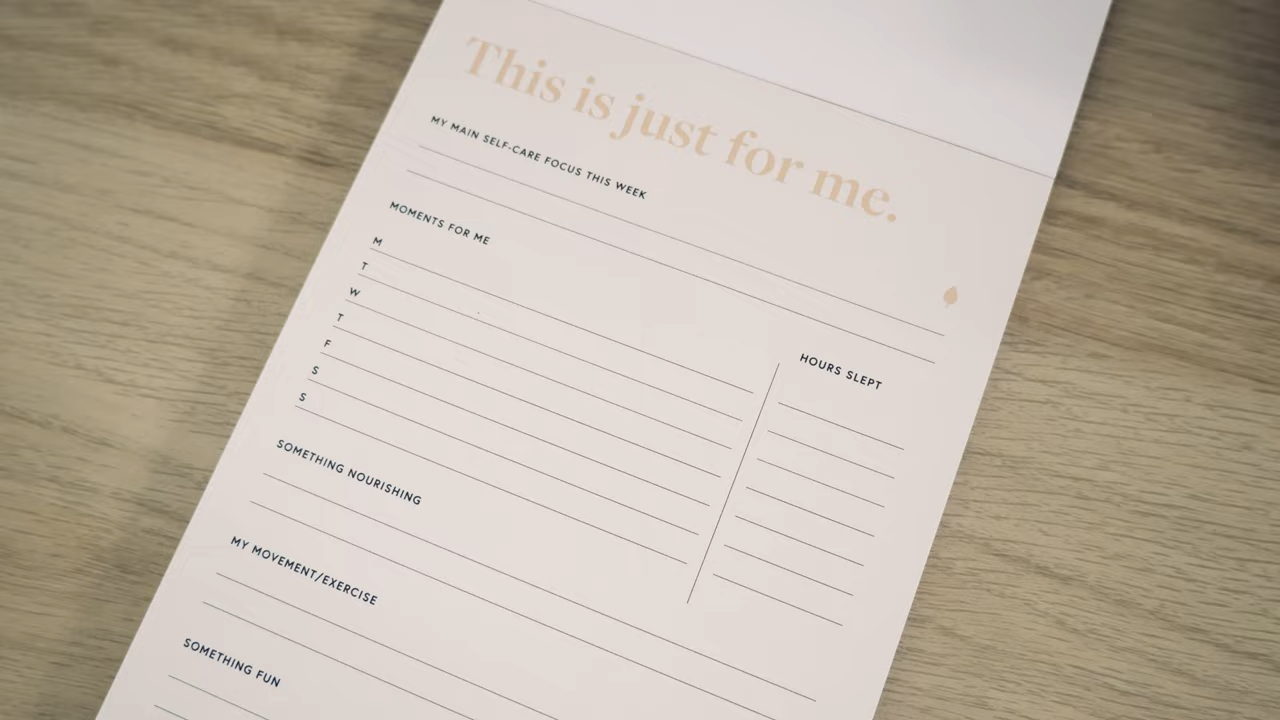 This is just for me.
MY MAIN SELF-CARE FOCUS THIS WEEK
MOMENTS FOR ME
HOURS SLEPT
M
T
W
T
F
S
S
SOMETHING NOURISHING
MY MOVEMENT/EXERCISE
SOMETHING FUN